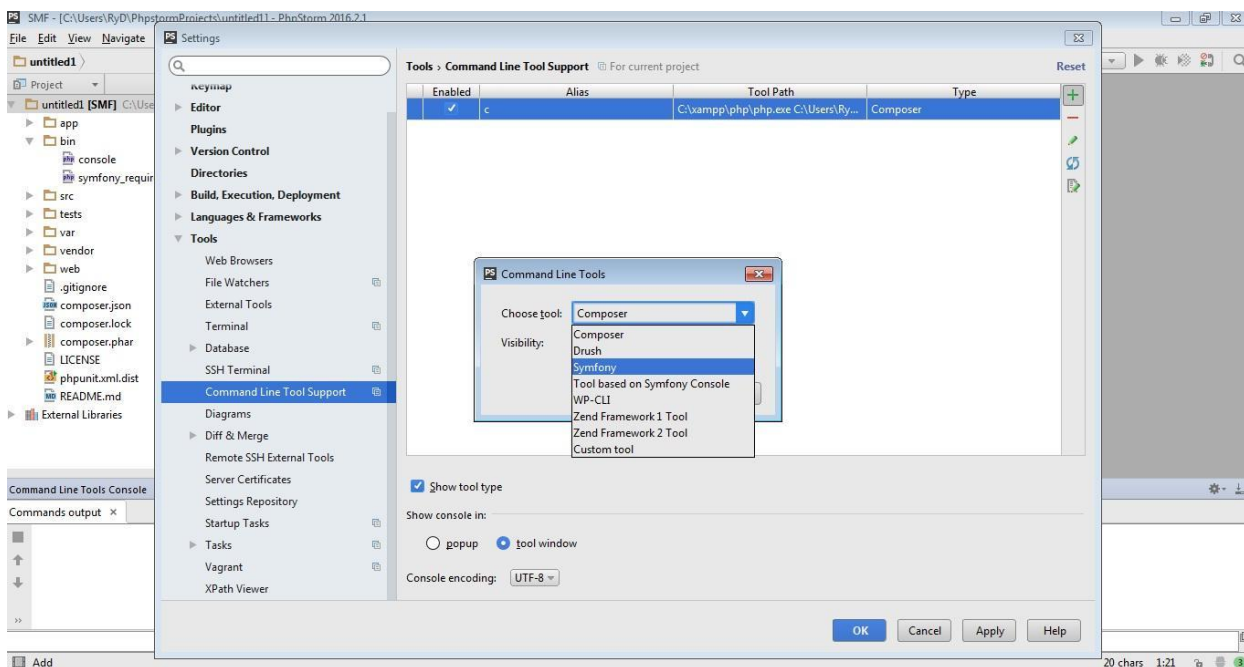 SMF - [C:\Users\RyD\PhpstormProjects\untitled1] - PhpStorm 2016.2.1
File Edit View Navigate
untitled1
Project
untitled1 [SMF] C:\Use
app
bin
console
symfony_requir
src
tests
var
vendor
web
.gitignore
composer.json
composer.lock
composer.phar
LICENSE
phpunit.xml.dist
README.md
External Libraries
Settings
Keymap
Editor
Plugins
Version Control
Directories
Build, Execution, Deployment
Languages & Frameworks
Tools
Web Browsers
File Watchers
External Tools
Terminal
Database
SSH Terminal
Command Line Tool Support
Diagrams
Diff & Merge
Remote SSH External Tools
Server Certificates
Settings Repository
Startup Tasks
Tasks
Vagrant
XPath Viewer
Tools › Command Line Tool Support For current project Reset
Enabled Alias Tool Path Type
c C:\xampp\php\php.exe C:\Users\Ry... Composer
Command Line Tools
Choose tool: Composer
Visibility:
Composer
Drush
Symfony
Tool based on Symfony Console
WP-CLI
Zend Framework 1 Tool
Zend Framework 2 Tool
Custom tool
Show tool type
Show console in:
popup tool window
Console encoding: UTF-8
OK Cancel Apply Help
Command Line Tools Console
Commands output ×
»
Add
20 chars 1:21